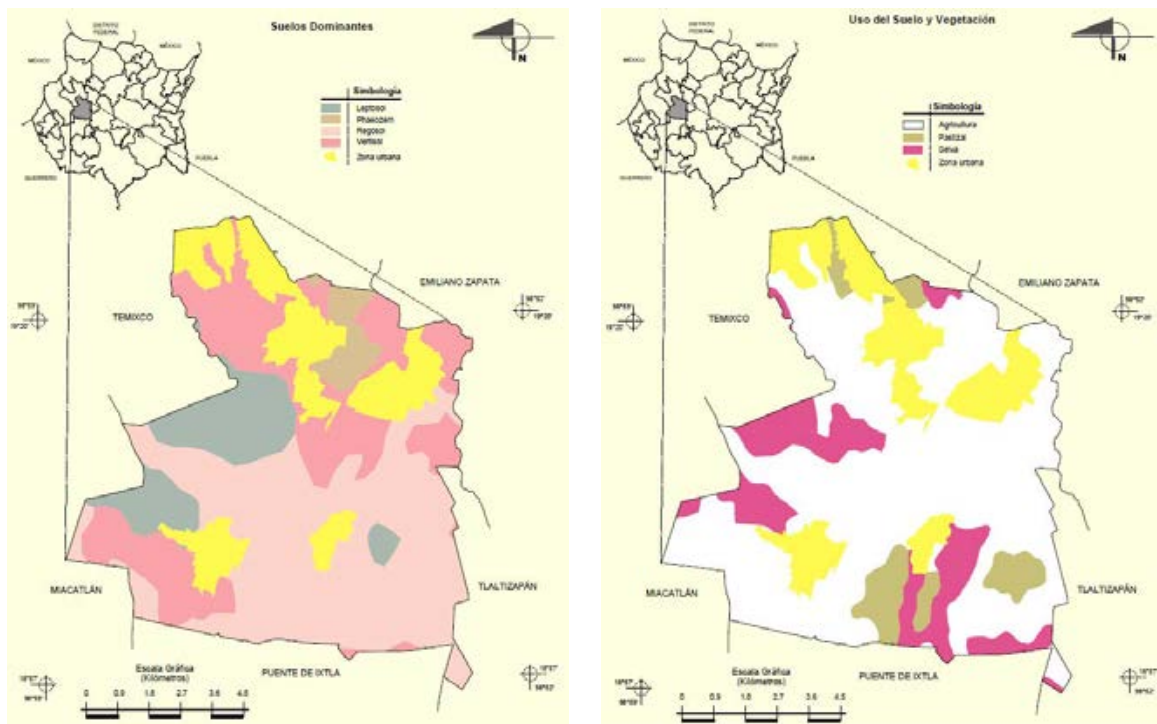 Suelos Dominantes
DISTRITO
FEDERAL
MÉXICO
MÉXICO
PUEBLA
GUERRERO
N
Simbología
Leptosol
Phaeozem
Regosol
Vertisol
Zona urbana
EMILIANO ZAPATA
TEMIXCO
MIACATLÁN
TLALTIZAPÁN
PUENTE DE IXTLA
Escala Gráfica
(Kilómetros)
0 0.9 1.8 2.7 3.6 4.5
Uso del Suelo y Vegetación
DISTRITO
FEDERAL
MÉXICO
MÉXICO
PUEBLA
GUERRERO
N
Simbología
Agricultura
Pastizal
Selva
Zona urbana
EMILIANO ZAPATA
TEMIXCO
MIACATLÁN
TLALTIZAPÁN
PUENTE DE IXTLA
Escala Gráfica
(Kilómetros)
0 0.9 1.8 2.7 3.6 4.5